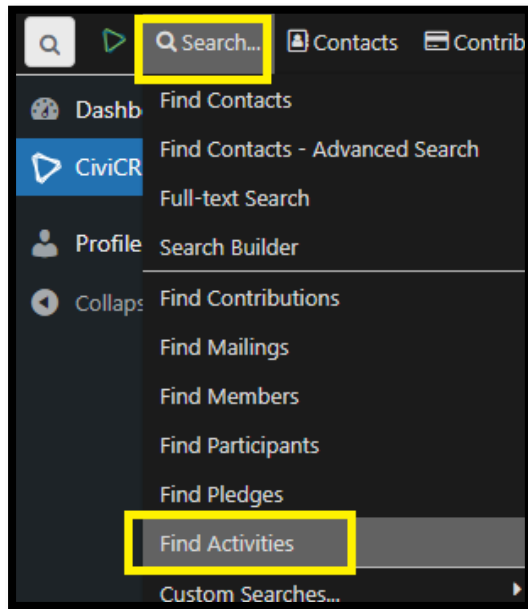 Search... Contacts Contrib
Dashb Find Contacts
Find Contacts - Advanced Search
CiviCR
Full-text Search
Profile Search Builder
Collaps Find Contributions
Find Mailings
Find Members
Find Participants
Find Pledges
Find Activities
Custom Searches...